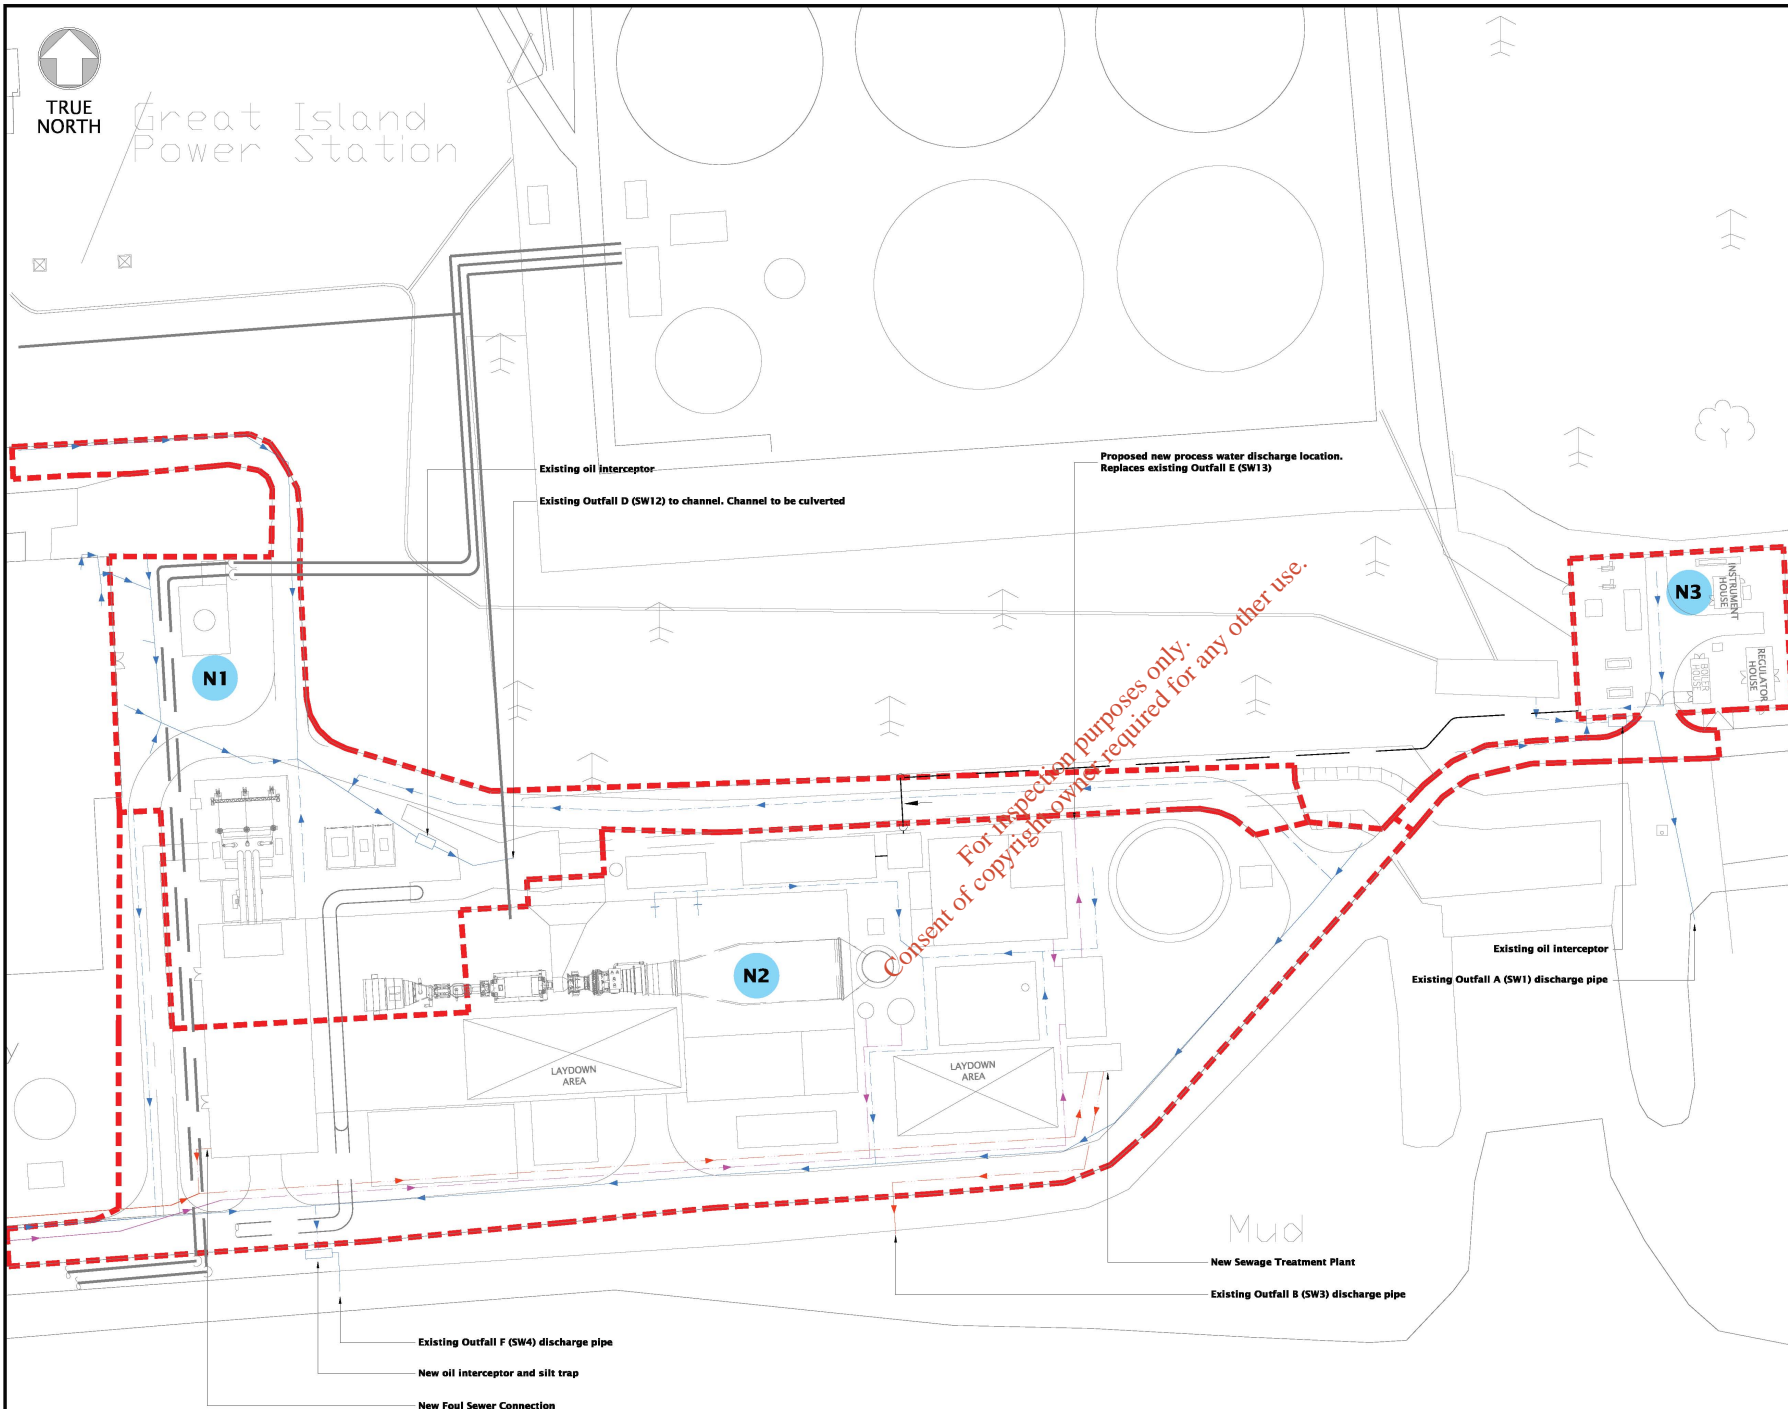 TRUE
NORTH
Great Island
Power Station
Existing oil interceptor
Existing Outfall D (SW12) to channel. Channel to be culverted
Proposed new process water discharge location.
Replaces existing Outfall E (SW13)
N3
INSTRUMENT
HOUSE
BOILER
HOUSE
REGULATOR
HOUSE
N1
For inspection purposes only.
Consent of copyright owner required for any other use.
N2
Existing oil interceptor
Existing Outfall A (SW1) discharge pipe
LAYDOWN
AREA
LAYDOWN
AREA
Mud
New Sewage Treatment Plant
Existing Outfall B (SW3) discharge pipe
Existing Outfall F (SW4) discharge pipe
New oil interceptor and silt trap
New Foul Sewer Connection